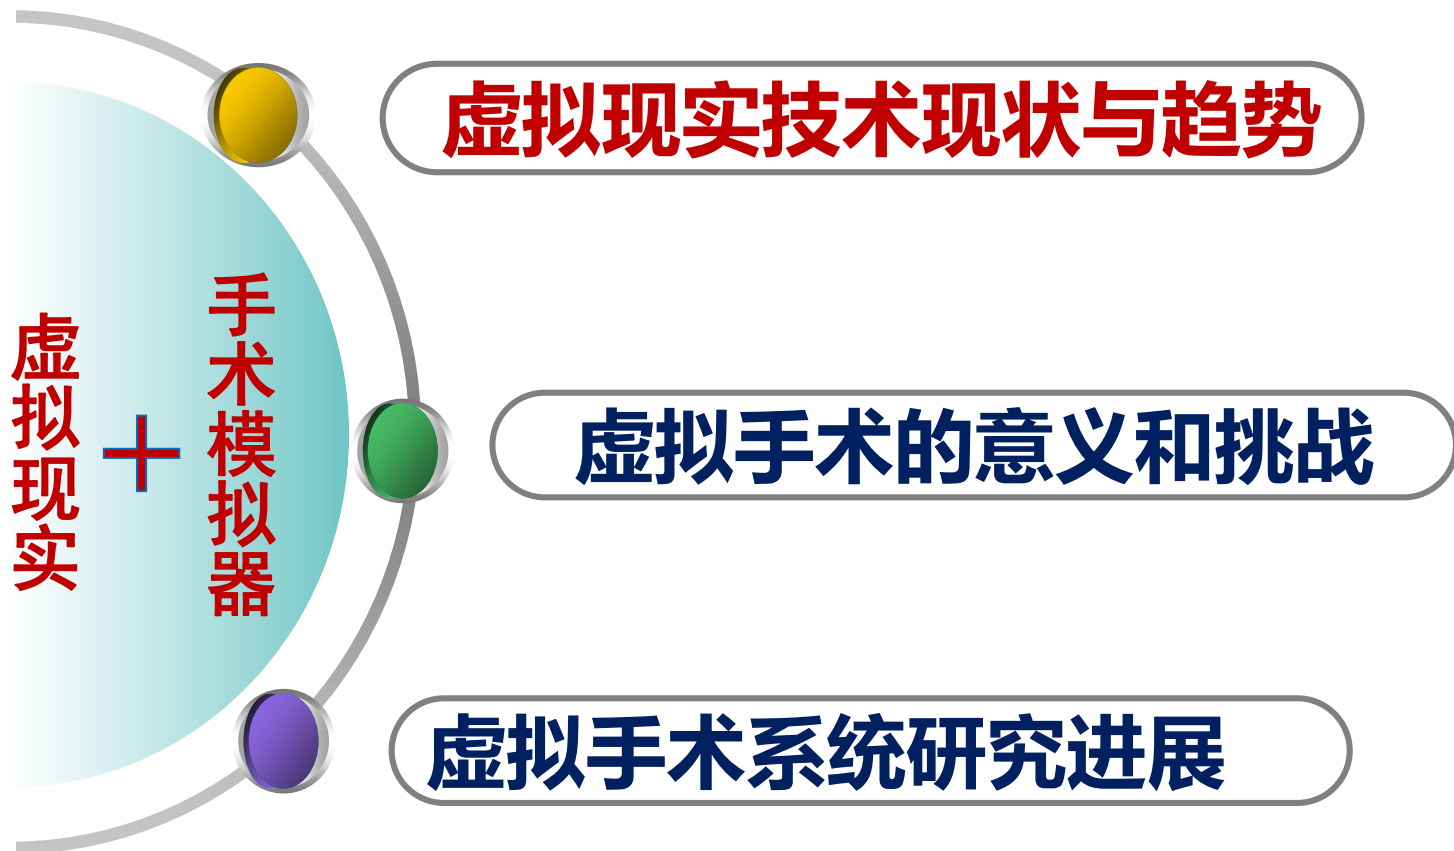 虚拟现实
+
手术模拟器
虚拟现实技术现状与趋势
虚拟手术的意义和挑战
虚拟手术系统研究进展